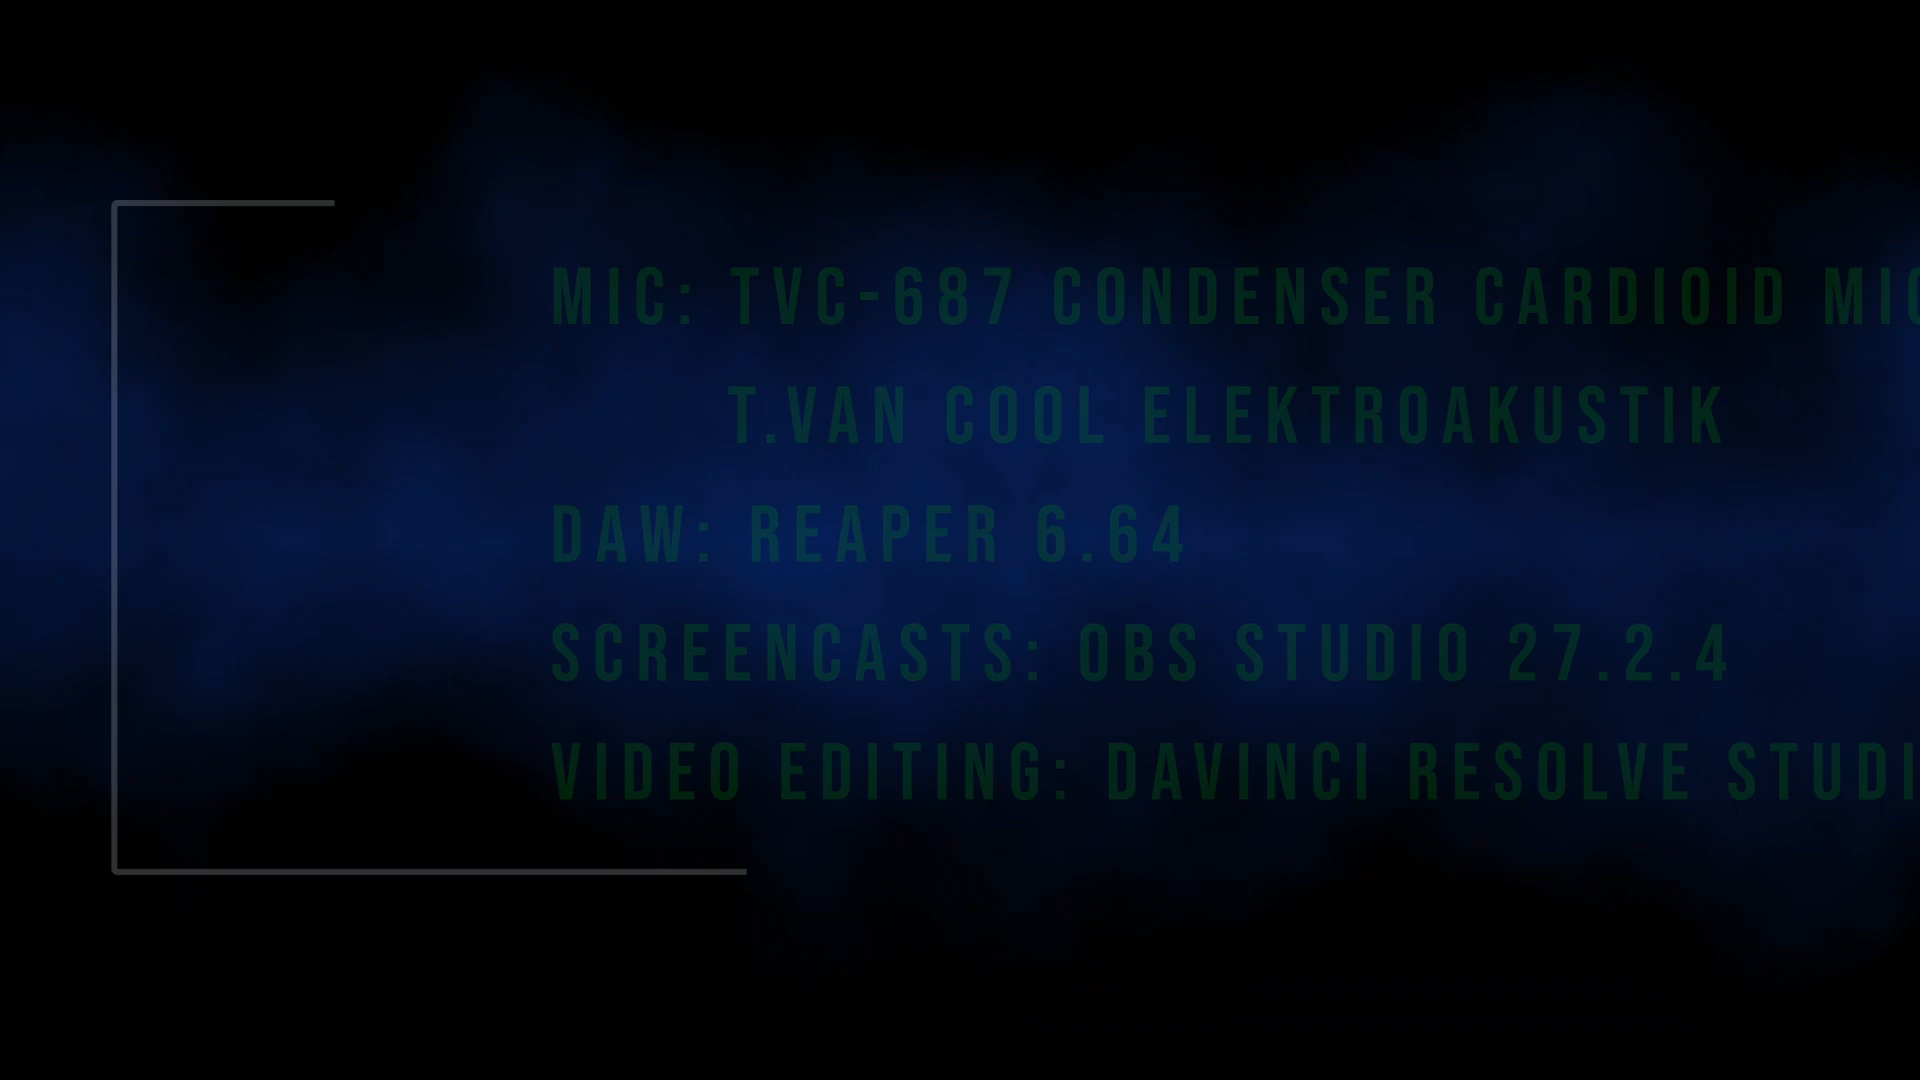 MIC: TVC-687 CONDENSER CARDIOID MIC
T.VAN COOL ELEKTROAKUSTIK
DAW: REAPER 6.64
SCREENCASTS: OBS STUDIO 27.2.4
VIDEO EDITING: DAVINCI RESOLVE STUDI